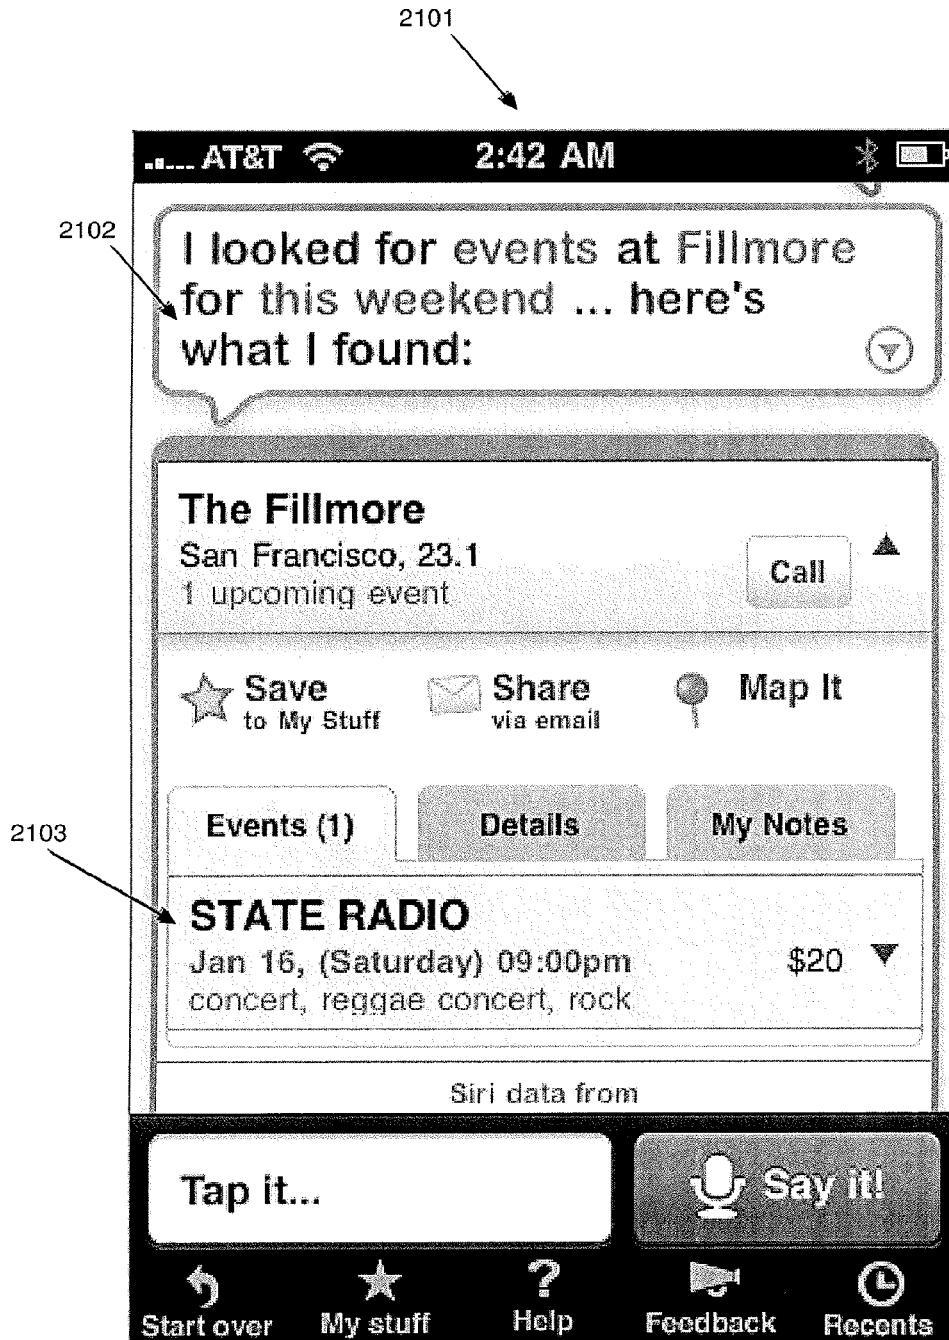 2101
AT&T 2:42 AM
2102
I looked for events at Fillmore
for this weekend ... here's
what I found:
The Fillmore
San Francisco, 23.1
1 upcoming event
Call
Save
to My Stuff
Share
via email
Map It
2103
Events (1) Details My Notes
STATE RADIO
Jan 16, (Saturday) 09:00pm
concert, reggae concert, rock
$20
Siri data from
Tap it... Say it!
Start over My stuff Help Feedback Recents